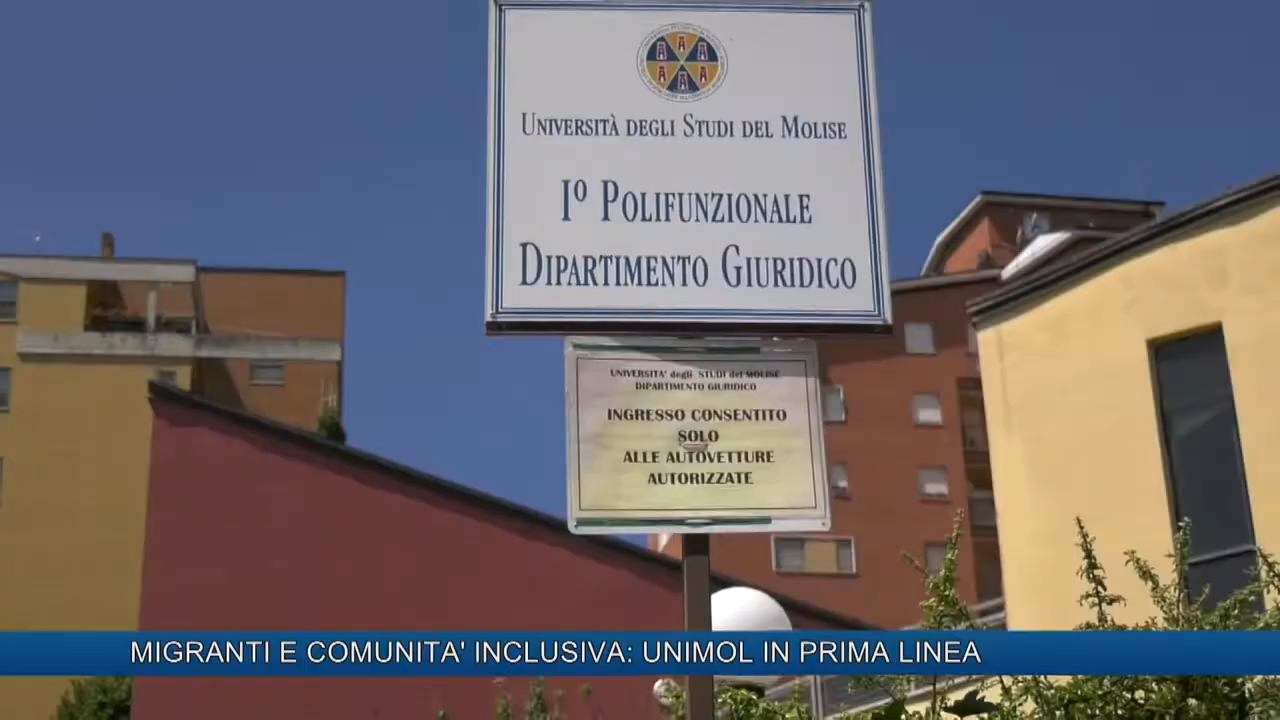 Università degli Studi del Molise
Iº Polifunzionale
Dipartimento Giuridico
UNIVERSITA' degli STUDI del MOLISE
DIPARTIMENTO GIURIDICO
INGRESSO CONSENTITO
SOLO
ALLE AUTOVETTURE
AUTORIZZATE
MIGRANTI E COMUNITA' INCLUSIVA: UNIMOL IN PRIMA LINEA